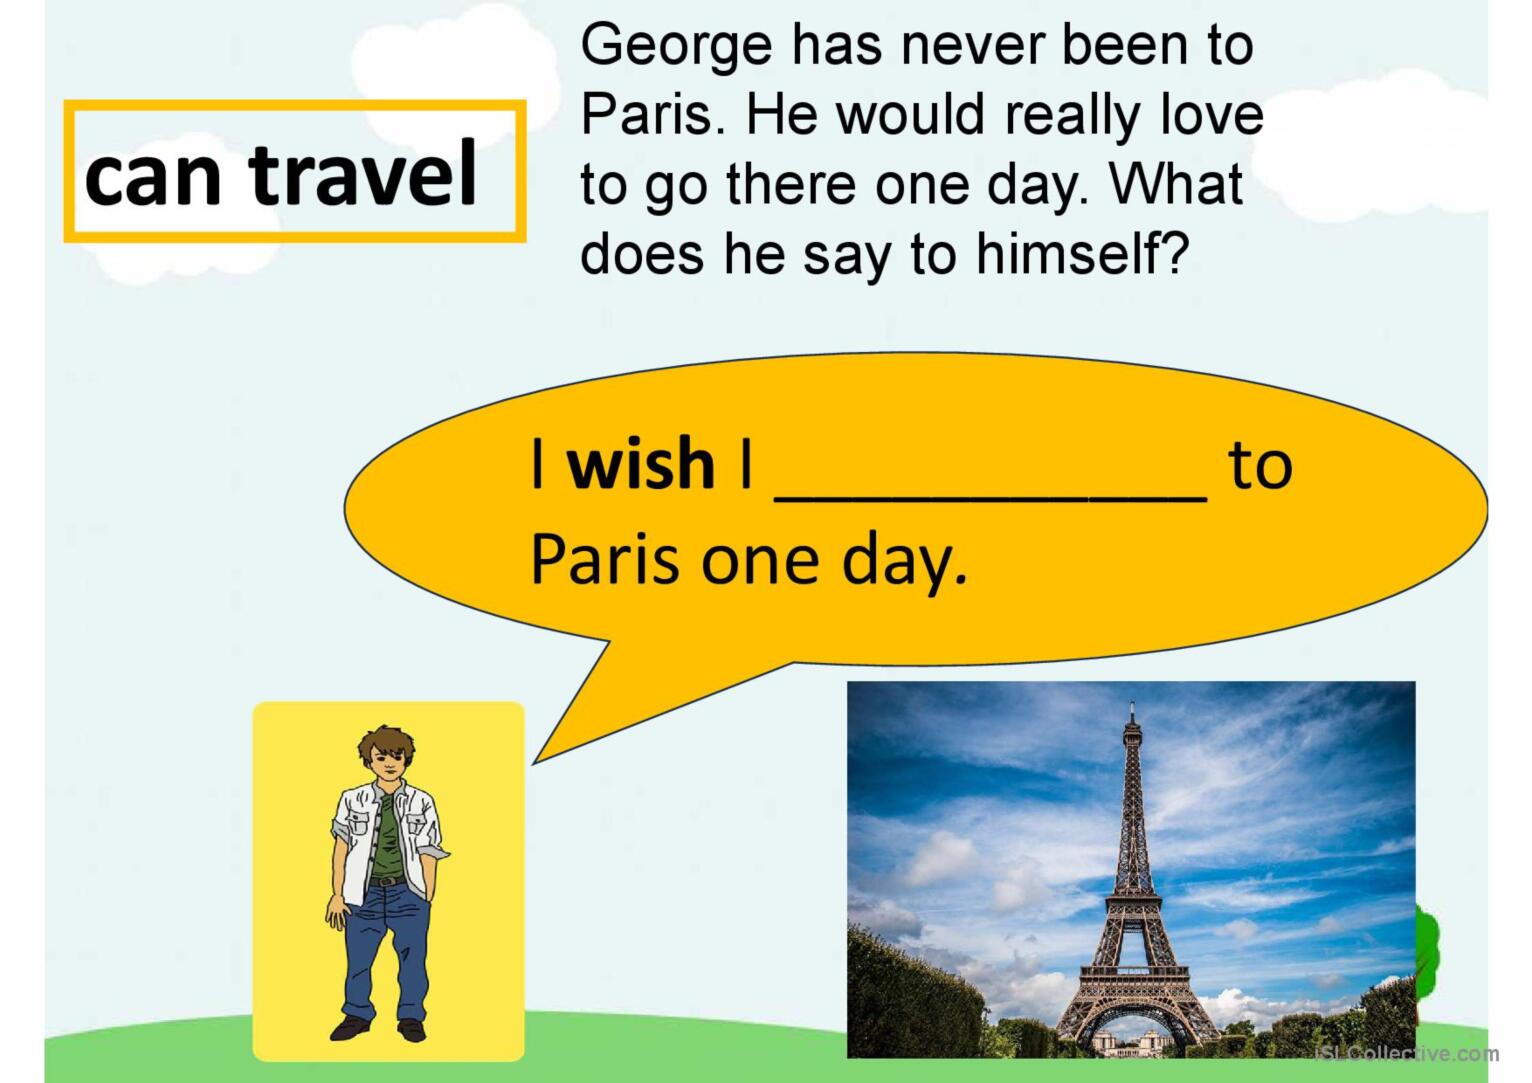 can travel
George has never been to
Paris. He would really love
to go there one day. What
does he say to himself?
I wish I ___________ to
Paris one day.
iSLCollective.com